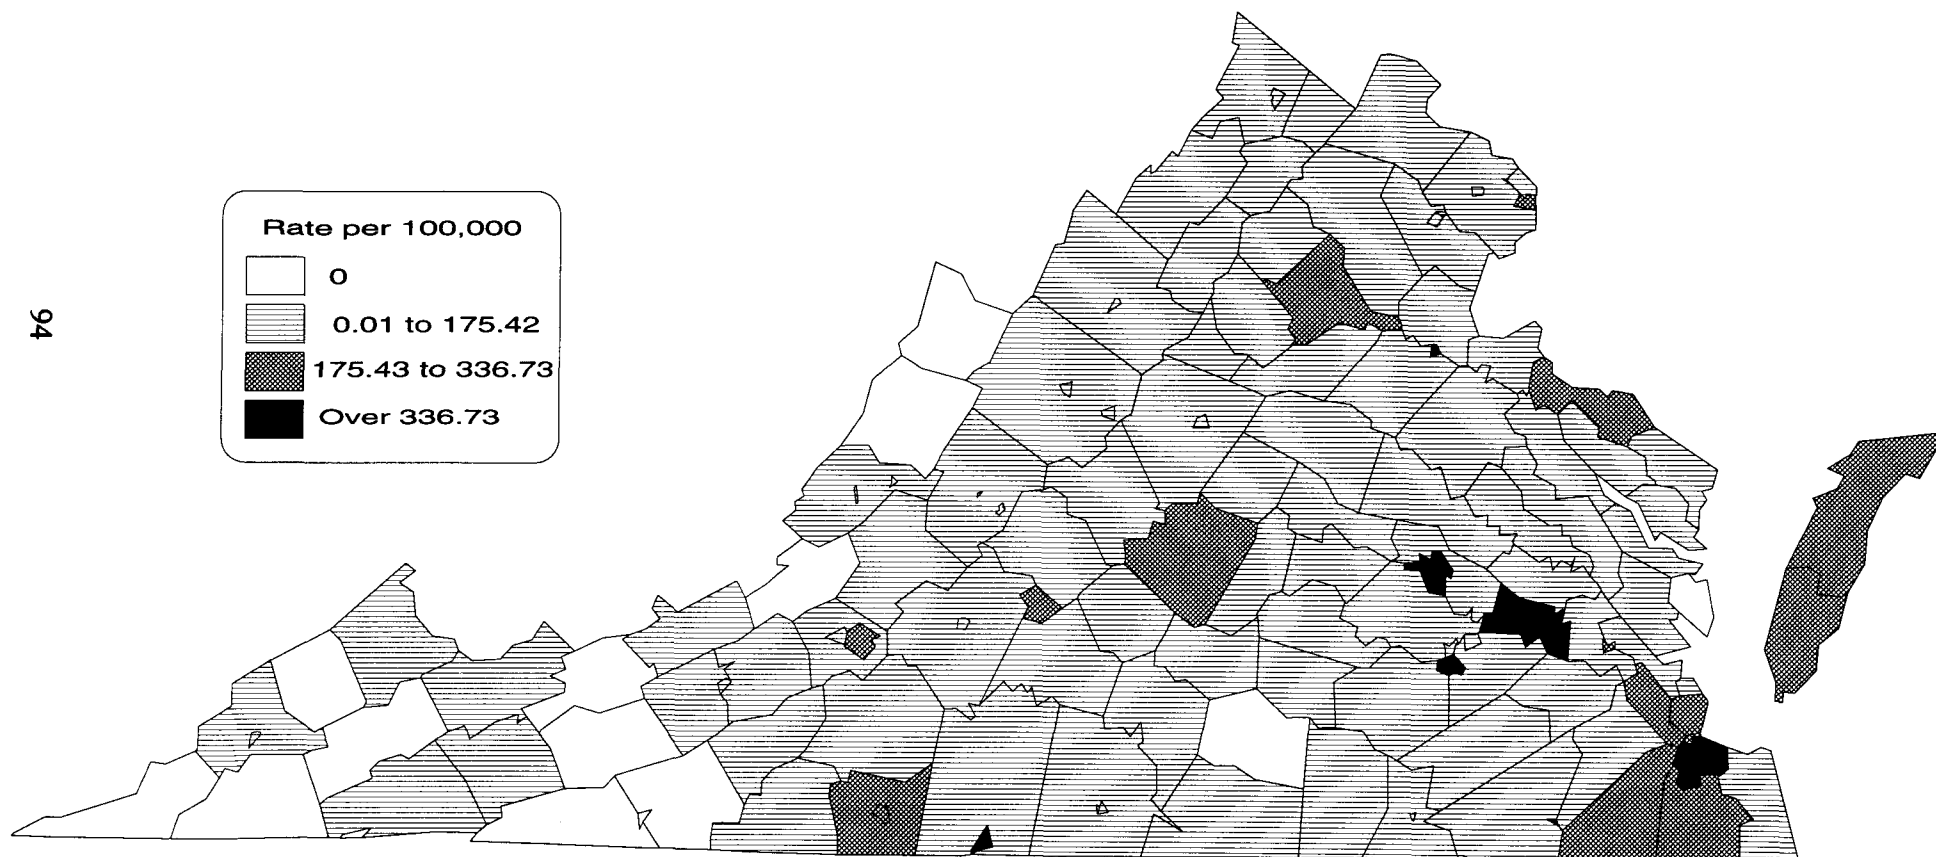 94
Rate per 100,000
0
0.01 to 175.42
175.43 to 336.73
Over 336.73